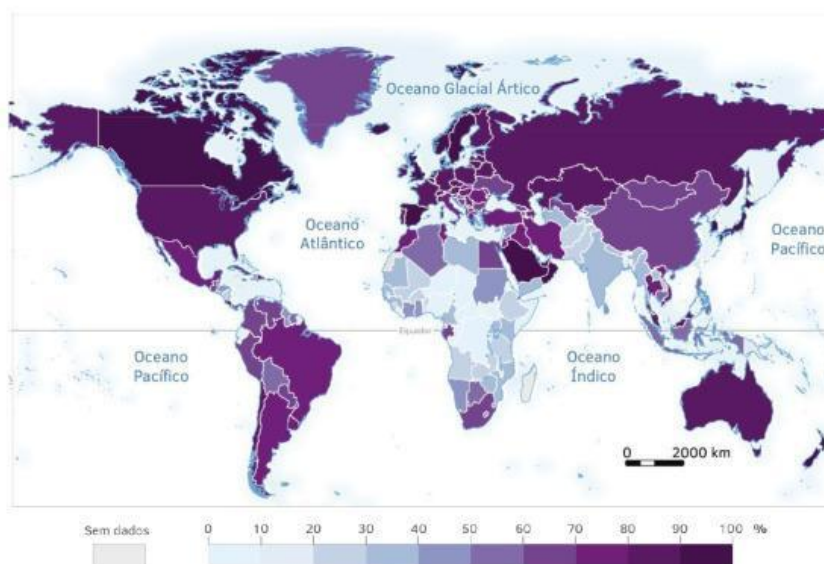 Oceano Glacial Ártico
Oceano
Atlântico
Oceano
Pacífico
Equador
Oceano
Pacífico
Oceano
Índico
0 2000 km
Sem dados
0 10 20 30 40 50 60 70 80 90 100 %